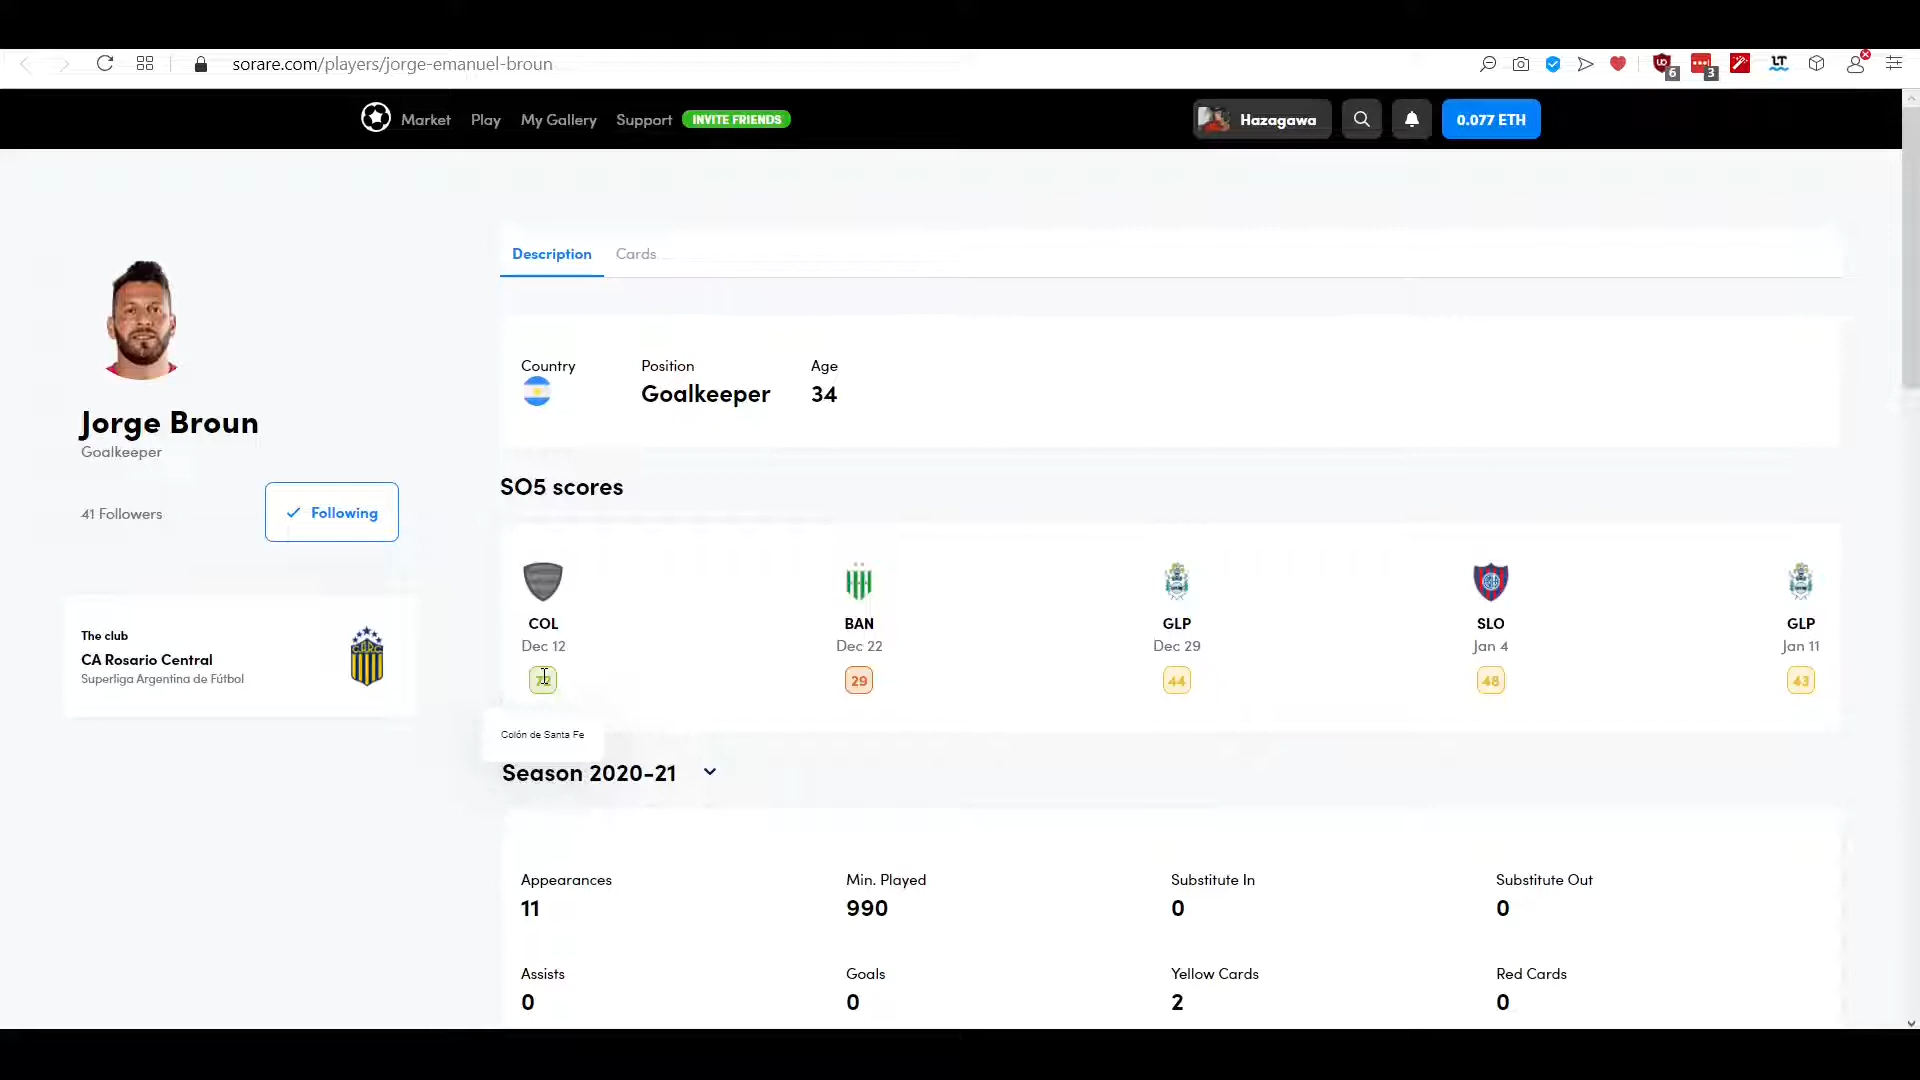 sorare.com/players/jorge-emanuel-broun
6
3
LT
Market Play My Gallery Support INVITE FRIENDS
Hazagawa
0.077 ETH
Description Cards
Country Position Age
Goalkeeper 34
Jorge Broun
Goalkeeper
41 Followers
Following
The club
CA Rosario Central
Superliga Argentina de Fútbol
SO5 scores
COL BAN GLP SLO GLP
Dec 12 Dec 22 Dec 29 Jan 4 Jan 11
29 44 48 43
Colón de Santa Fe
Season 2020-21
Appearances Min. Played Substitute In Substitute Out
11 990 0 0
Assists Goals Yellow Cards Red Cards
0 0 2 0